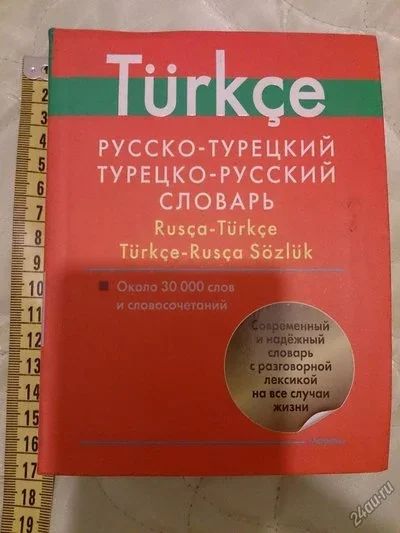 Türkçe
РУССКО-ТУРЕЦКИЙ
ТУРЕЦКО-РУССКИЙ
СЛОВАРЬ
Rusça-Türkçe
Türkçe-Rusça Sözlük
Около 30 000 слов
и словосочетаний
Современный
и надёжный
словарь
с разговорной
лексикой
на все случаи
жизни
1
2
3
4
5
6
7
8
9
10
11
12
13
14
15
16
17
18
19
24au.ru